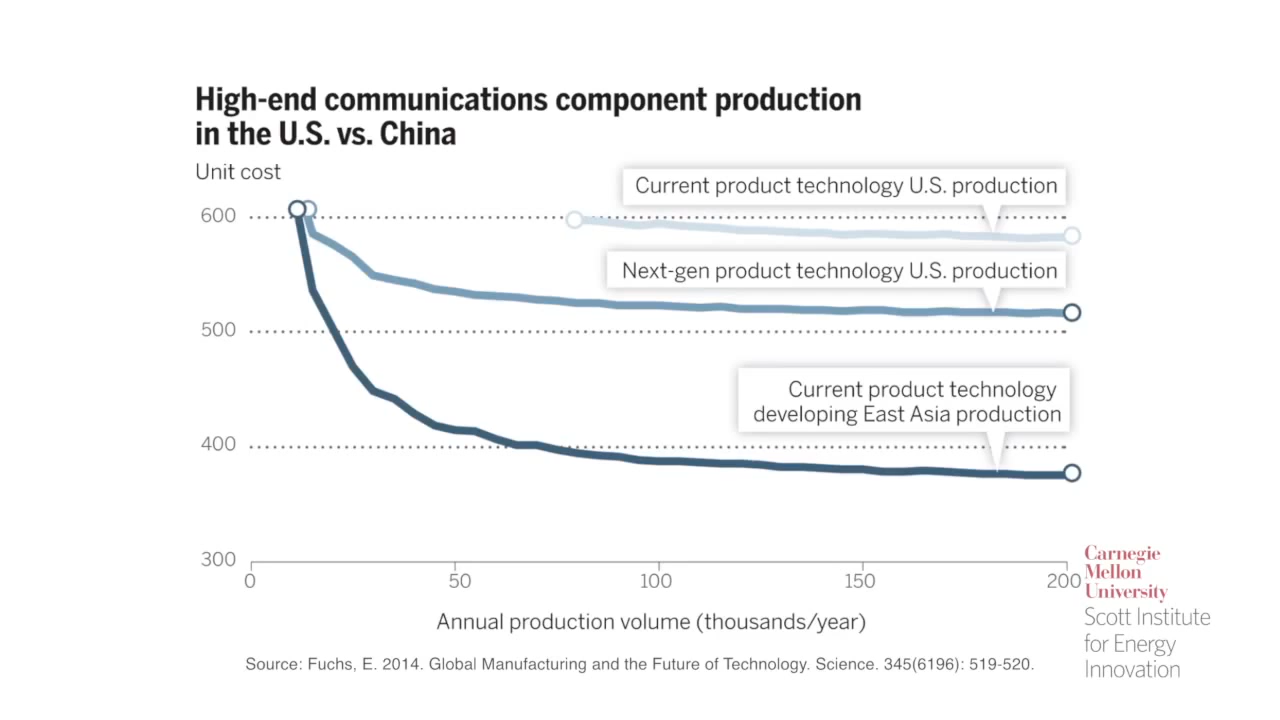 High-end communications component production
in the U.S. vs. China
Unit cost
Current product technology U.S. production
600
Next-gen product technology U.S. production
500
Current product technology
developing East Asia production
400
300
0 50 100 150 200
Annual production volume (thousands/year)
Source: Fuchs, E. 2014. Global Manufacturing and the Future of Technology. Science. 345(6196): 519-520.
Carnegie
Mellon
University
Scott Institute
for Energy
Innovation